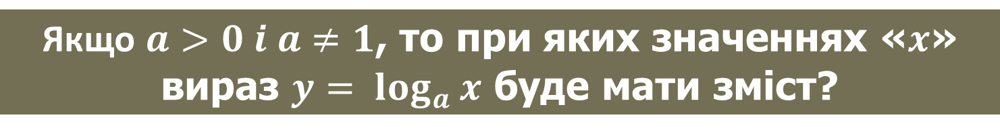 Якщо a > 0 і a ≠ 1, то при яких значеннях «x»
вираз y = logₐ x буде мати зміст?